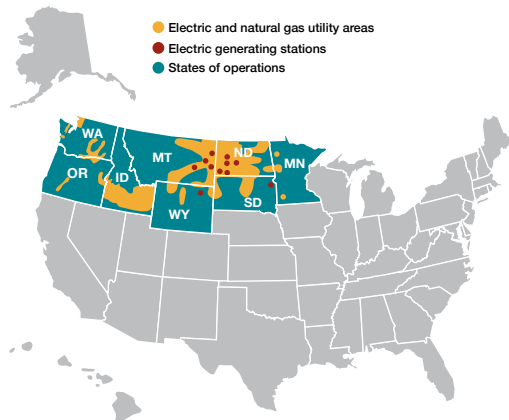 Electric and natural gas utility areas
Electric generating stations
States of operations
WA
MT
ND
MN
OR
ID
SD
WY